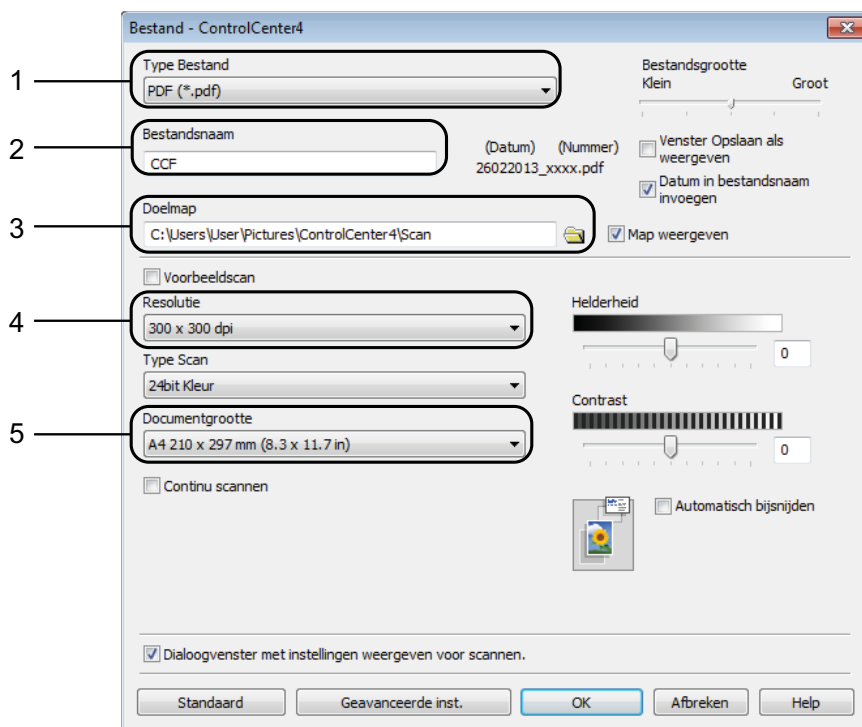 Bestand - ControlCenter4
1
Type Bestand
PDF (*.pdf)
Bestandsgrootte
Klein Groot
2
Bestandsnaam
CCF
(Datum) (Nummer)
26022013_xxxx.pdf
Venster Opslaan als
weergeven
Datum in bestandsnaam
invoegen
3
Doelmap
C:\Users\User\Pictures\ControlCenter4\Scan
Map weergeven
Voorbeeldscan
4
Resolutie
300 x 300 dpi
Type Scan
24bit Kleur
5
Documentgrootte
A4 210 x 297 mm (8.3 x 11.7 in)
Continu scannen
Helderheid
0
Contrast
0
Automatisch bijsnijden
Dialoogvenster met instellingen weergeven voor scannen.
Standaard Geavanceerde inst. OK Afbreken Help